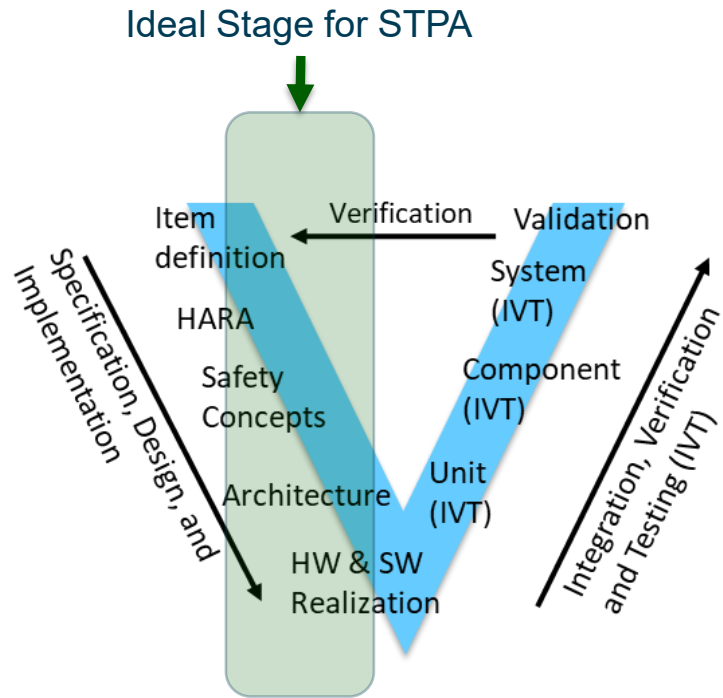 Ideal Stage for STPA
Item
definition
HARA
Safety
Concepts
Architecture
HW & SW
Realization
Verification
Validation
System
(IVT)
Component
(IVT)
Unit
(IVT)
Specification, Design, and
Implementation
Integration, Verification
and Testing (IVT)